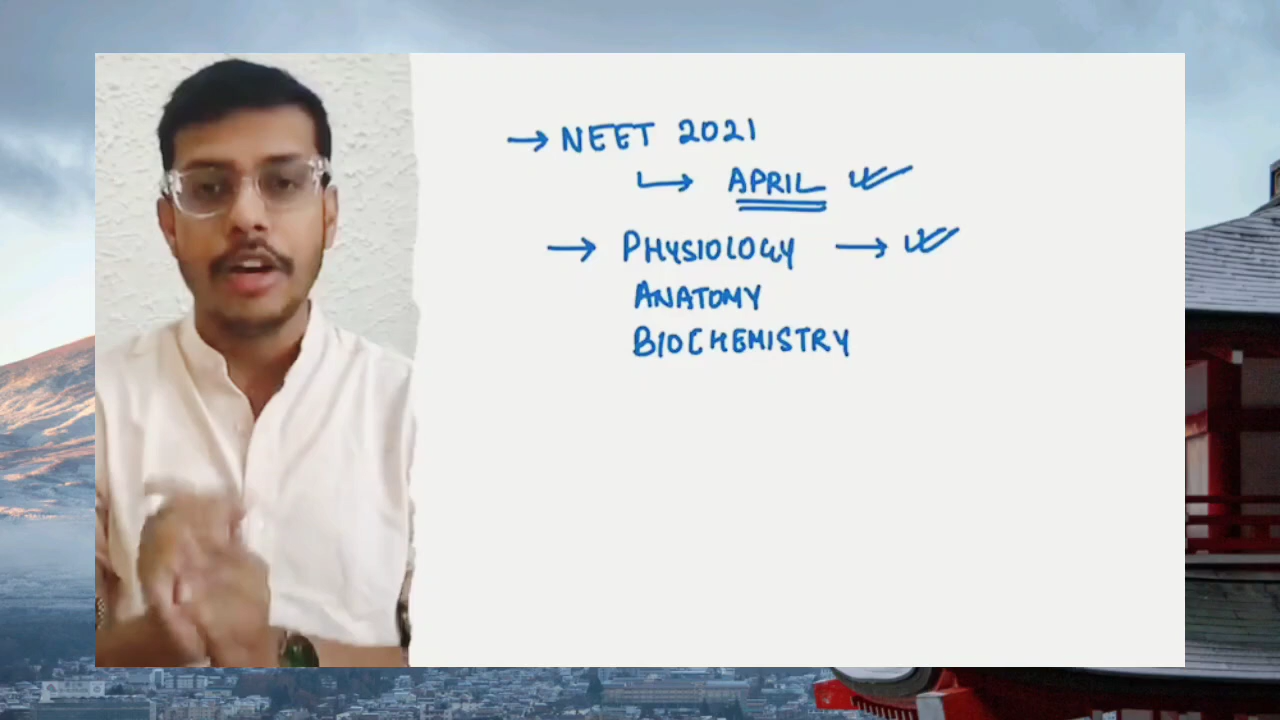 → NEET 2021
↳ APRIL ✓✓
→ PHYSIOLOGY → ✓✓
ANATOMY
BIOCHEMISTRY